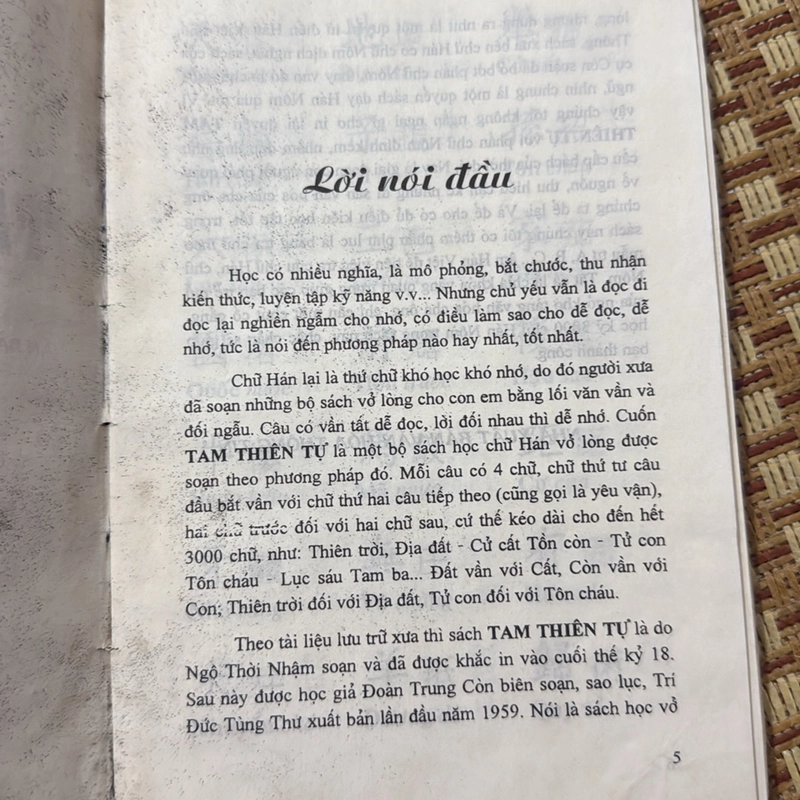 Lời nói đầu
Học có nhiều nghĩa, là mô phỏng, bắt chước, thu nhân
kiến thức, luyện tập kỹ năng v.v... Nhưng chủ yếu vẫn là đọc đi
đọc lại nghiền ngẫm cho nhớ, có điều làm sao cho dễ đọc, dễ
nhớ, tức là nói đến phương pháp nào hay nhất, tốt nhất.
Chữ Hán lại là thứ chữ khó học khó nhớ, do đó người xưa
đã soạn những bộ sách vở lòng cho con em bằng lối văn vần và
đối ngẫu. Câu có vần tất dễ đọc, lời đối nhau thì dễ nhớ. Cuốn
TAM THIÊN TỰ là một bộ sách học chữ Hán vở lòng được
soạn theo phương pháp đó. Mỗi câu có 4 chữ, chữ thứ tư câu
đầu bắt vần với chữ thứ hai câu tiếp theo (cũng gọi là yêu vận),
hai chữ trước đối với hai chữ sau, cứ thế kéo dài cho đến hết
3000 chữ, như: Thiên trời, Địa đất - Cử cất Tồn còn - Tử con
Tôn cháu - Lục sáu Tam ba... Đất vần với Cất, Còn vần với
Con; Thiên trời đối với Địa đất, Tử con đối với Tôn cháu.
Theo tài liệu lưu trữ xưa thì sách TAM THIÊN TỰ là do
Ngô Thời Nhậm soạn và đã được khắc in vào cuối thế kỷ 18.
Sau này được học giả Đoàn Trung Còn biên soạn, sao lục, Trí
Đức Tùng Thư xuất bản lần đầu năm 1959. Nói là sách học vở
5